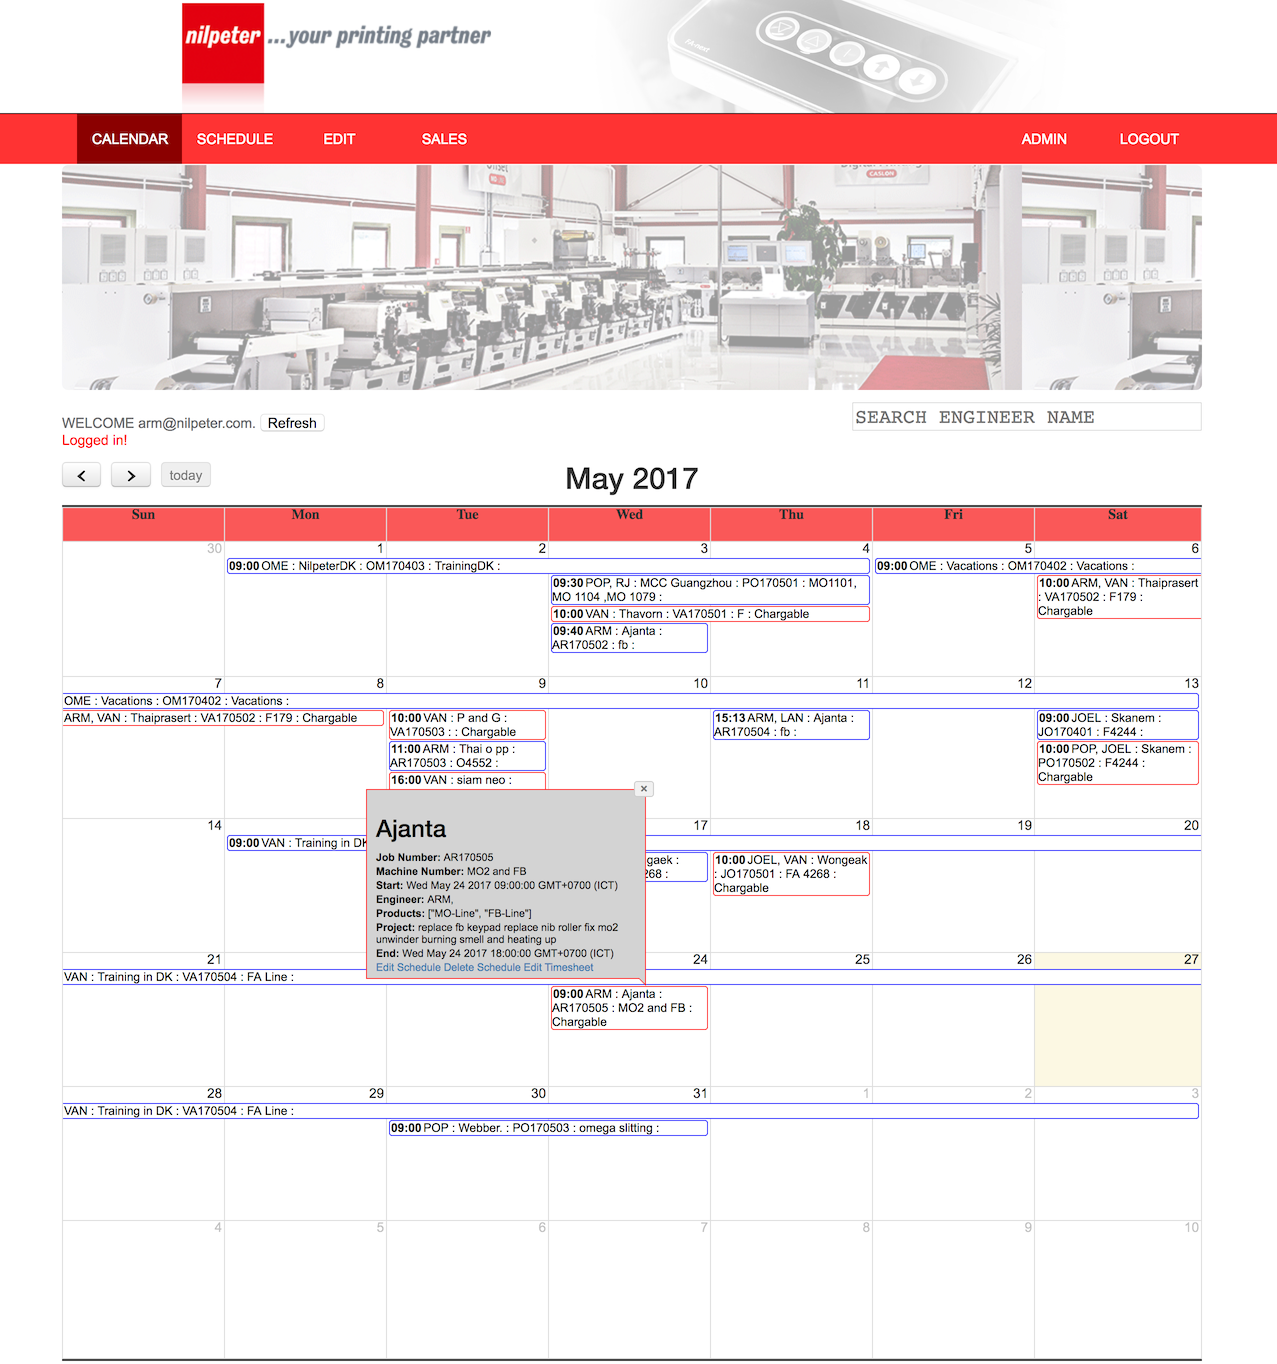 nilpeter ...your printing partner
CALENDAR SCHEDULE EDIT SALES ADMIN LOGOUT
CASLON
WELCOME arm@nilpeter.com. Refresh
SEARCH ENGINEER NAME
Logged in!
today
May 2017
Sun Mon Tue Wed Thu Fri Sat
30 1 2 3 4 5 6
09:00 OME : NilpeterDK : OM170403 : TrainingDK :
09:00 OME : Vacations : OM170402 : Vacations :
09:30 POP, RJ : MCC Guangzhou : PO170501 : MO1101,
MO 1104 ,MO 1079 :
10:00 ARM, VAN : Thaiprasert
: VA170502 : F179 :
Chargable
10:00 VAN : Thavorn : VA170501 : F : Chargable
09:40 ARM : Ajanta :
AR170502 : fb :
7 8 9 10 11 12 13
OME : Vacations : OM170402 : Vacations :
ARM, VAN : Thaiprasert : VA170502 : F179 : Chargable
10:00 VAN : P and G :
VA170503 : : Chargable
15:13 ARM, LAN : Ajanta :
AR170504 : fb :
09:00 JOEL : Skanem :
JO170401 : F4244 :
11:00 ARM : Thai o pp :
AR170503 : O4552 :
10:00 POP, JOEL : Skanem :
PO170502 : F4244 :
Chargable
16:00 VAN : siam neo :
×
14 17 18 19 20
09:00 VAN : Training in DK
gaek :
268 :
10:00 JOEL, VAN : Wongeak
: JO170501 : FA 4268 :
Chargable
Ajanta
Job Number: AR170505
Machine Number: MO2 and FB
Start: Wed May 24 2017 09:00:00 GMT+0700 (ICT)
Engineer: ARM,
Products: ["MO-Line", "FB-Line"]
Project: replace fb keypad replace nib roller fix mo2
unwinder burning smell and heating up
End: Wed May 24 2017 18:00:00 GMT+0700 (ICT)
Edit Schedule Delete Schedule Edit Timesheet
21 24 25 26 27
VAN : Training in DK : VA170504 : FA Line :
09:00 ARM : Ajanta :
AR170505 : MO2 and FB :
Chargable
28 29 30 31 1 2 3
VAN : Training in DK : VA170504 : FA Line :
09:00 POP : Webber. : PO170503 : omega slitting :
4 5 6 7 8 9 10